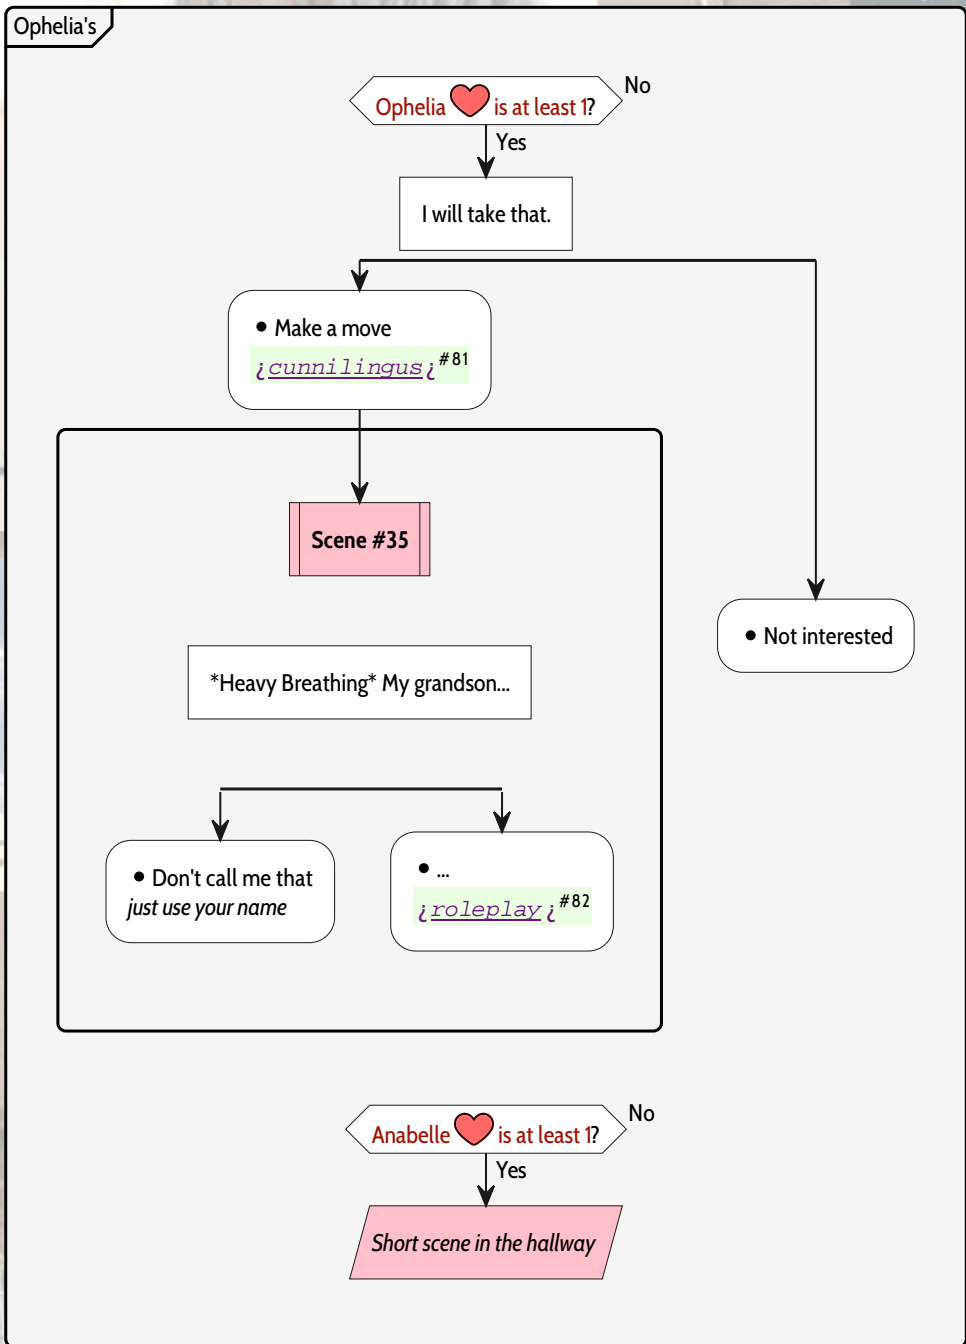 Ophelia's
Ophelia is at least 1?
No
Yes
I will take that.
• Make a move
¿cunnilingus¿#81
Scene #35
*Heavy Breathing* My grandson...
• Not interested
• Don't call me that
just use your name
• ...
¿roleplay¿#82
Anabelle is at least 1?
No
Yes
Short scene in the hallway